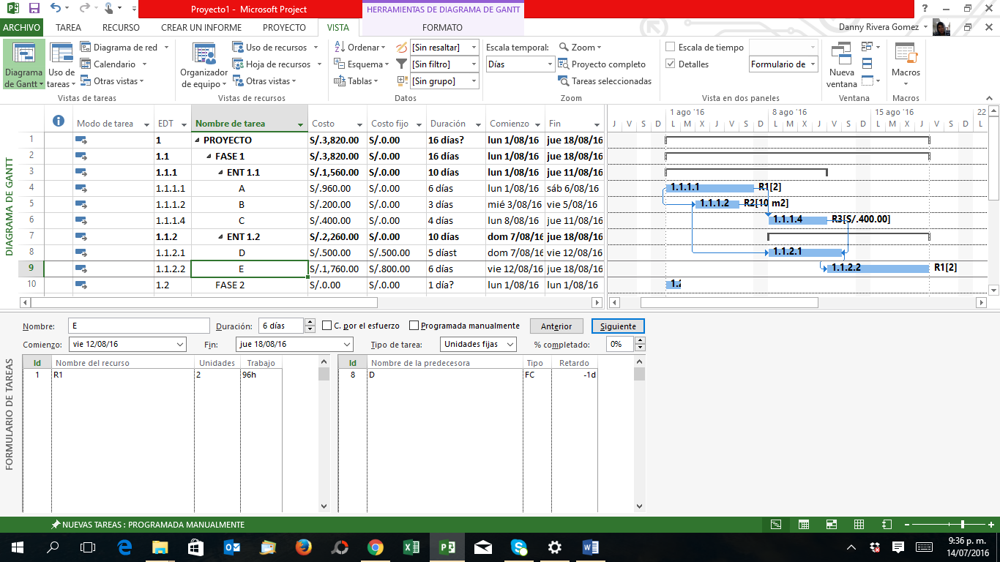 Proyecto1 - Microsoft Project
HERRAMIENTAS DE DIAGRAMA DE GANTT
ARCHIVO TAREA RECURSO CREAR UN INFORME PROYECTO VISTA FORMATO
Danny Rivera Gomez
Diagrama de Gantt
Uso de tareas
Diagrama de red
Calendario
Otras vistas
Vistas de tareas
Organizador de equipo
Uso de recursos
Hoja de recursos
Otras vistas
Vistas de recursos
Ordenar
Esquema
Tablas
[Sin resaltar]
[Sin filtro]
[Sin grupo]
Datos
Escala temporal:
Días
Zoom
Proyecto completo
Tareas seleccionadas
Zoom
Escala de tiempo
Detalles
Formulario de
Vista en dos paneles
Nueva ventana
Ventana
Macros
Macros
DIAGRAMA DE GANTT
Modo de tarea EDT Nombre de tarea Costo Costo fijo Duración Comienzo Fin
1 1 PROYECTO S/.3,820.00 S/.0.00 16 días? lun 1/08/16 jue 18/08/16
2 1.1 FASE 1 S/.3,820.00 S/.0.00 16 días lun 1/08/16 jue 18/08/16
3 1.1.1 ENT 1.1 S/.1,560.00 S/.0.00 10 días lun 1/08/16 jue 11/08/16
4 1.1.1.1 A S/.960.00 S/.0.00 6 días lun 1/08/16 sáb 6/08/16
5 1.1.1.2 B S/.200.00 S/.0.00 3 días mié 3/08/16 vie 5/08/16
6 1.1.1.4 C S/.400.00 S/.0.00 4 días lun 8/08/16 jue 11/08/16
7 1.1.2 ENT 1.2 S/.2,260.00 S/.0.00 10 días dom 7/08/16 jue 18/08/16
8 1.1.2.1 D S/.500.00 S/.500.00 5 díast dom 7/08/16 vie 12/08/16
9 1.1.2.2 E S/.1,760.00 S/.800.00 6 días vie 12/08/16 jue 18/08/16
10 1.2 FASE 2 S/.0.00 S/.0.00 1 día? lun 1/08/16 lun 1/08/16
1 ago '16 8 ago '16 15 ago '16 22
J V S D L M X J V S D L M X J V S D L M X J V S D L
1.1.1.1 R1[2]
1.1.1.2 R2[10 m2]
1.1.1.4 R3[S/.400.00]
1.1.2.1
1.1.2.2 R1[2]
FORMULARIO DE TAREAS
Nombre: E Duración: 6 días C. por el esfuerzo Programada manualmente Anterior Siguiente
Comienzo: vie 12/08/16 Fin: jue 18/08/16 Tipo de tarea: Unidades fijas % completado: 0%
Id Nombre del recurso Unidades Trabajo
1 R1 2 96h
Id Nombre de la predecesora Tipo Retardo
8 D FC -1d
NUEVAS TAREAS : PROGRAMADA MANUALMENTE
9:36 p. m.
14/07/2016